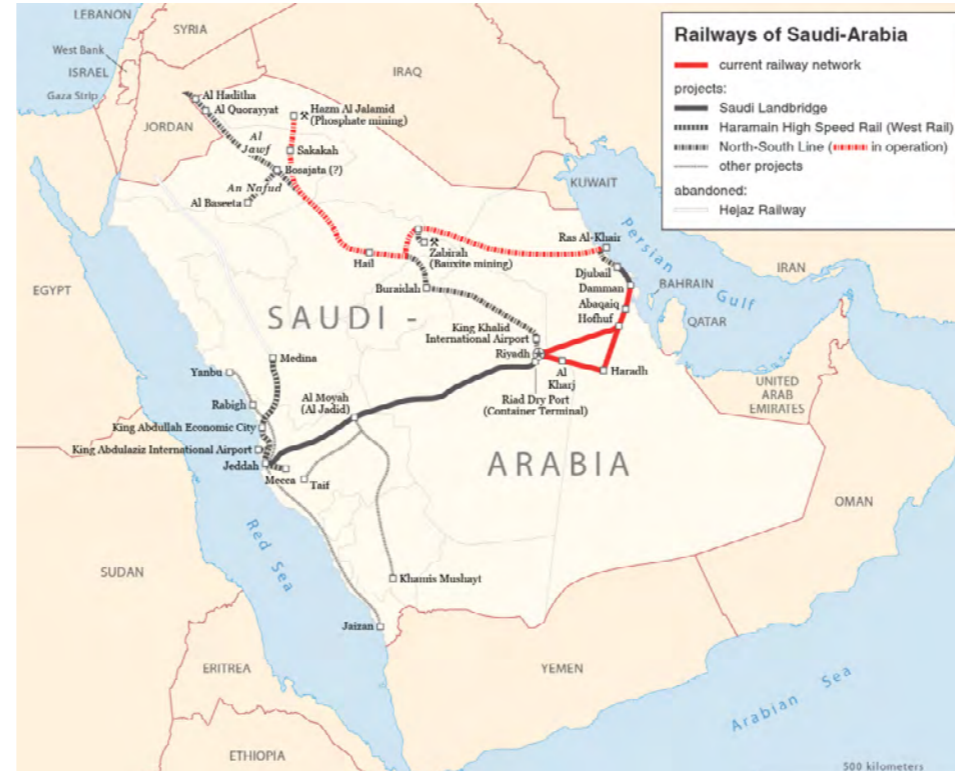 LEBANON
SYRIA
West Bank
ISRAEL
Gaza Strip
IRAQ
JORDAN
Al Haditha
Al Quorayyat
Al
Jawf
Hazm Al Jalamid
(Phosphate mining)
Sakakah
Bosajata (?)
An Nafud
Al Baseeta
Railways of Saudi-Arabia
current railway network
projects:
Saudi Landbridge
Haramain High Speed Rail (West Rail)
North-South Line ( in operation)
other projects
abandoned:
Hejaz Railway
KUWAIT
Persian Gulf
IRAN
EGYPT
Hail
Zabirah
(Bauxite mining)
Buraidah
Ras Al-Khair
Djubail
Damman
Abaqaiq
Hofhuf
BAHRAIN
QATAR
SAUDI -
ARABIA
King Khalid
International Airport
Riyadh
Al
Kharj
Haradh
Riad Dry Port
(Container Terminal)
UNITED
ARAB
EMIRATES
Medina
Yanbu
Rabigh
Al Moyah
(Al Jadid)
King Abdullah Economic City
King Abdulaziz International Airport
Jeddah
Mecca
Taif
OMAN
Red Sea
SUDAN
Khamis Mushayt
Jaizan
ERITREA
YEMEN
Arabian Sea
ETHIOPIA
500 kilometers